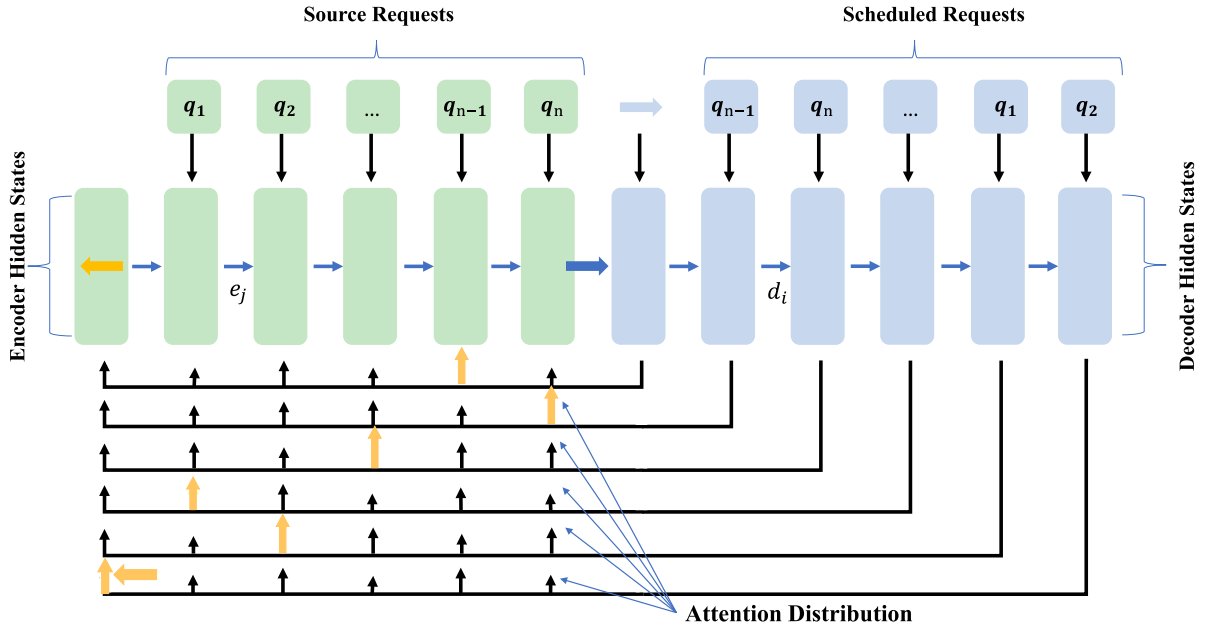 Source Requests
Scheduled Requests
q1 q2 ... qn−1 qn
qn−1 qn ... q1 q2
Encoder Hidden States
ej
di
Decoder Hidden States
Attention Distribution